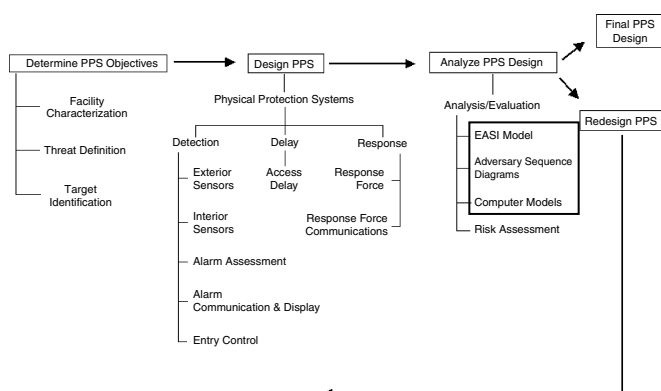 Final PPS
Design
Determine PPS Objectives
Design PPS
Analyze PPS Design
Redesign PPS
Facility
Characterization
Threat Definition
Target
Identification
Physical Protection Systems
Detection
Delay
Response
Exterior
Sensors
Interior
Sensors
Alarm Assessment
Alarm
Communication & Display
Entry Control
Access
Delay
Response
Force
Response Force
Communications
Analysis/Evaluation
EASI Model
Adversary Sequence
Diagrams
Computer Models
Risk Assessment